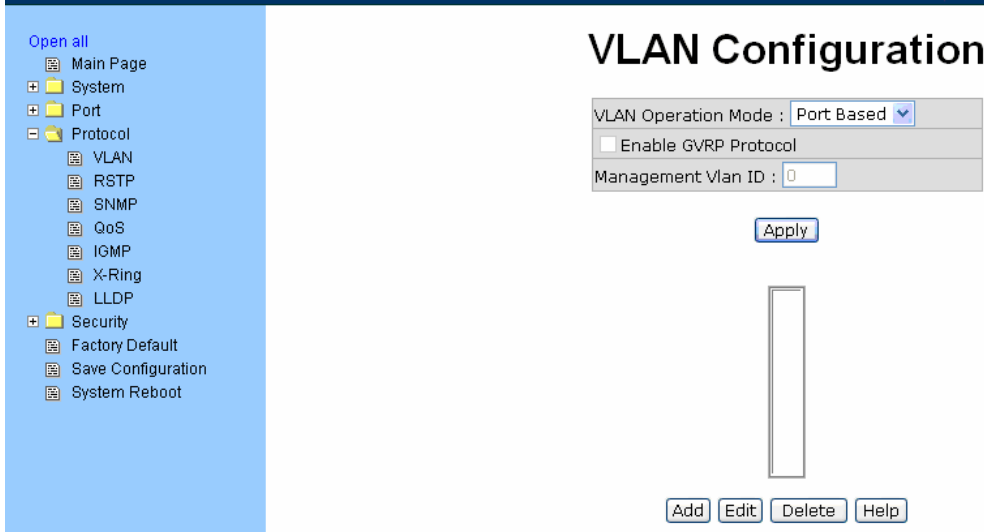 Open all
Main Page
System
Port
Protocol
VLAN
RSTP
SNMP
QoS
IGMP
X-Ring
LLDP
Security
Factory Default
Save Configuration
System Reboot
VLAN Configuration
VLAN Operation Mode : Port Based
Enable GVRP Protocol
Management Vlan ID : 0
Apply
Add Edit Delete Help